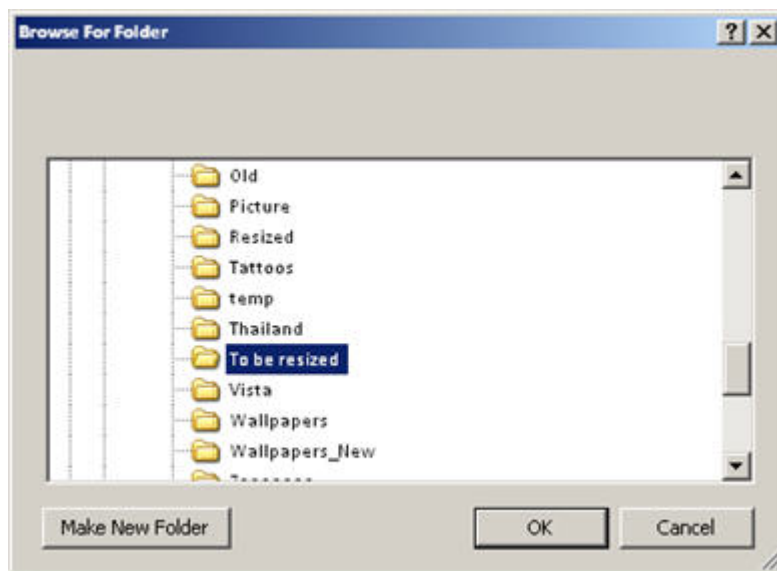 Browse For Folder
Old
Picture
Resized
Tattoos
temp
Thailand
To be resized
Vista
Wallpapers
Wallpapers_New
Make New Folder
OK
Cancel